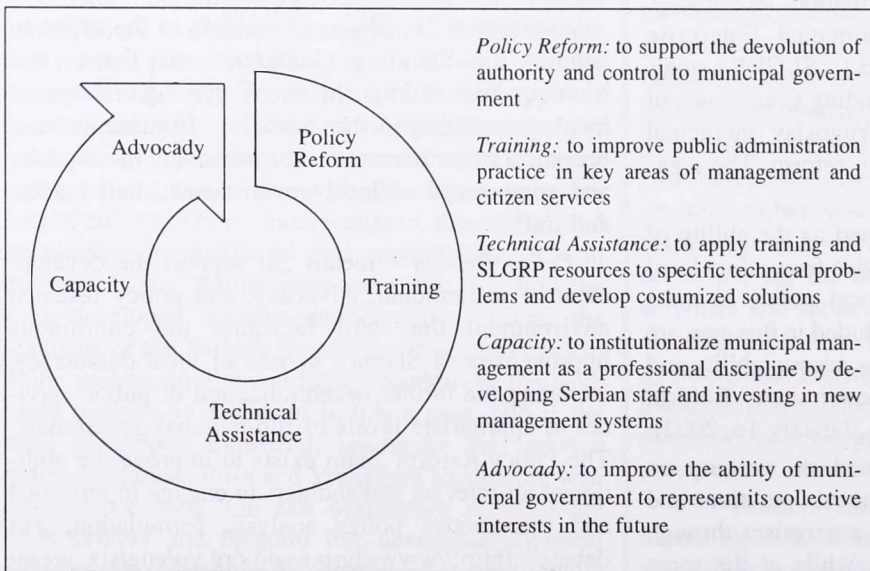 Advocady
Policy
Reform
Capacity
Training
Technical
Assistance
Policy Reform: to support the devolution of
authority and control to municipal govern-
ment
Training: to improve public administration
practice in key areas of management and
citizen services
Technical Assistance: to apply training and
SLGRP resources to specific technical prob-
lems and develop costumized solutions
Capacity: to institutionalize municipal man-
agement as a professional discipline by de-
veloping Serbian staff and investing in new
management systems
Advocady: to improve the ability of muni-
cipal government to represent its collective
interests in the future